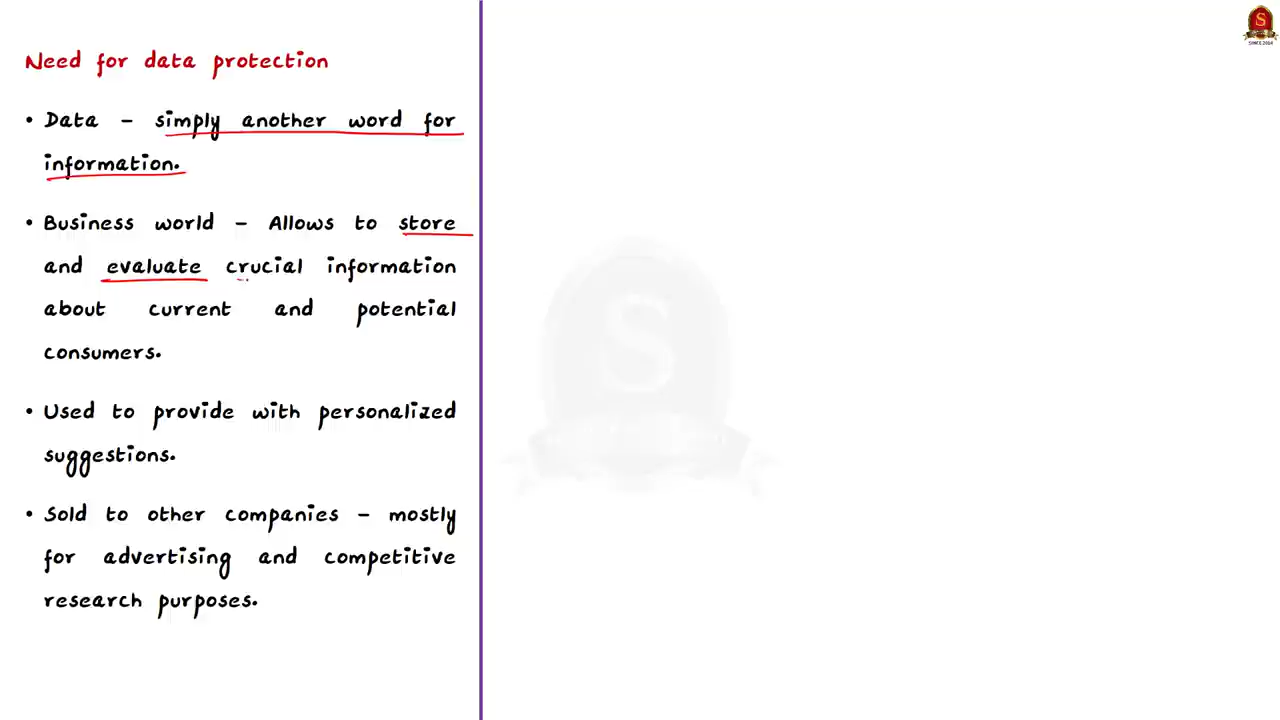 Need for data protection
• Data – simply another word for
information.
• Business world – Allows to store
and evaluate crucial information
about current and potential
consumers.
• Used to provide with personalized
suggestions.
• Sold to other companies – mostly
for advertising and competitive
research purposes.
S
SINCE 2014
S